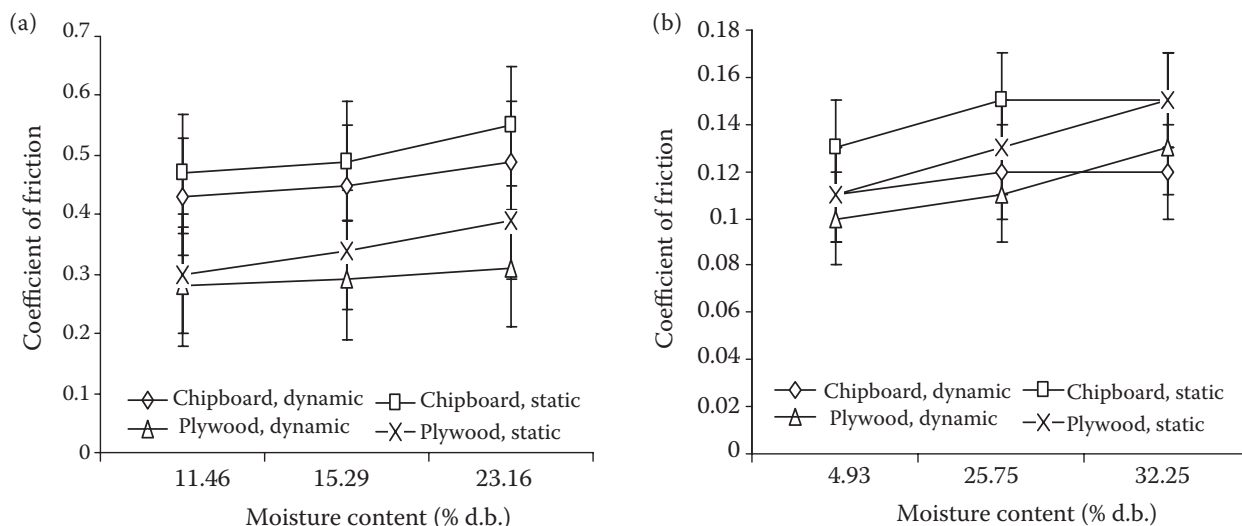 (a)
0.7
0.6
0.5
0.4
0.3
0.2
0.1
0
Coefficient of friction
Chipboard, dynamic
Chipboard, static
Plywood, dynamic
Plywood, static
11.46 15.29 23.16
Moisture content (% d.b.)
(b)
0.18
0.16
0.14
0.12
0.1
0.08
0.06
0.04
0.02
0
Coefficient of friction
Chipboard, dynamic
Chipboard, static
Plywood, dynamic
Plywood, static
4.93 25.75 32.25
Moisture content (% d.b.)